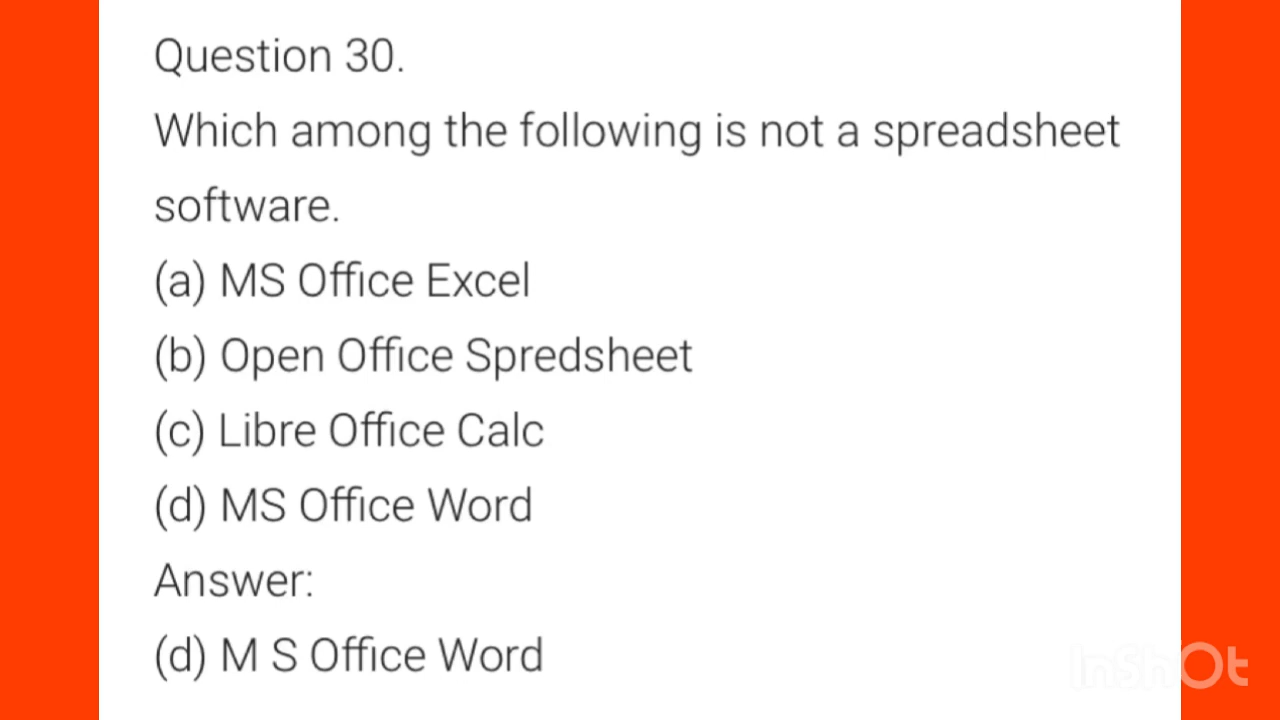 Question 30.
Which among the following is not a spreadsheet
software.
(a) MS Office Excel
(b) Open Office Spredsheet
(c) Libre Office Calc
(d) MS Office Word
Answer:
(d) M S Office Word
InShOt